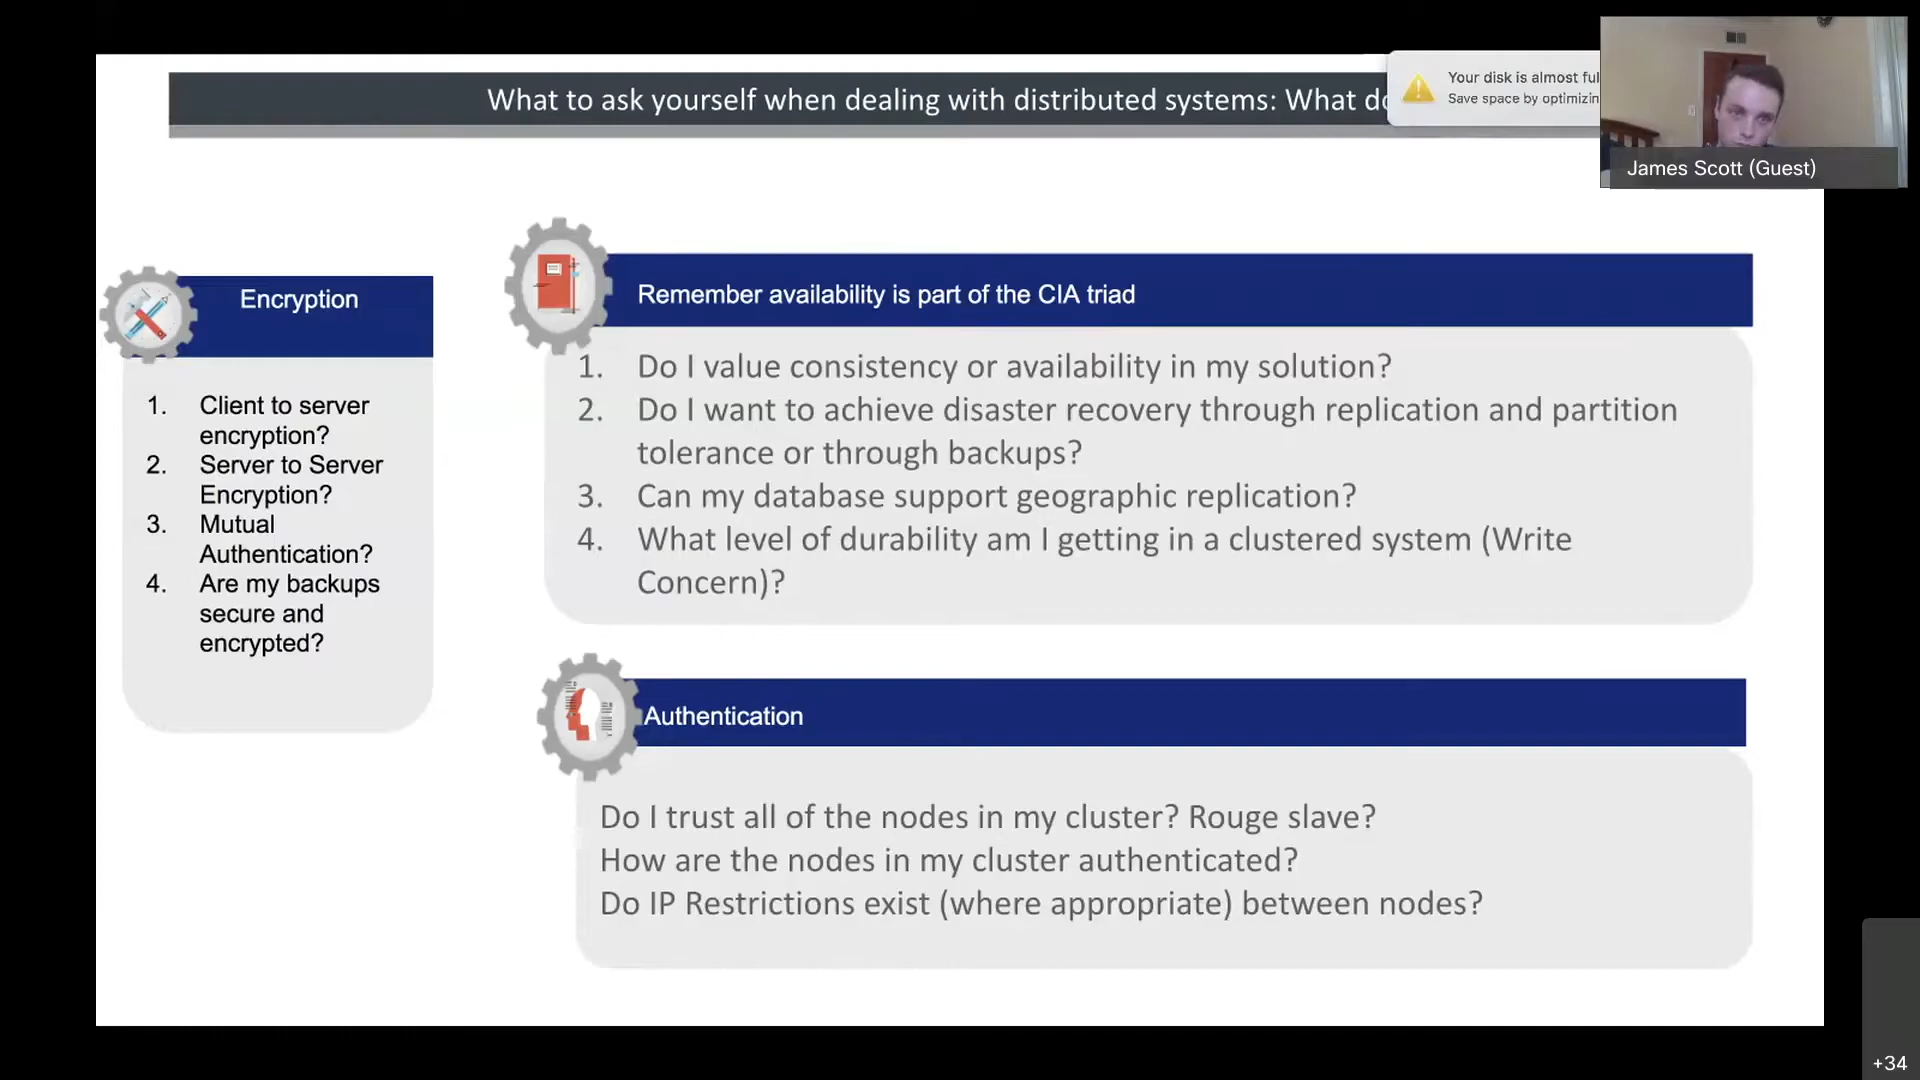 What to ask yourself when dealing with distributed systems: What do
Your disk is almost ful
Save space by optimizin
James Scott (Guest)
Encryption
1. Client to server
encryption?
2. Server to Server
Encryption?
3. Mutual
Authentication?
4. Are my backups
secure and
encrypted?
Remember availability is part of the CIA triad
1. Do I value consistency or availability in my solution?
2. Do I want to achieve disaster recovery through replication and partition
tolerance or through backups?
3. Can my database support geographic replication?
4. What level of durability am I getting in a clustered system (Write
Concern)?
Authentication
Do I trust all of the nodes in my cluster? Rouge slave?
How are the nodes in my cluster authenticated?
Do IP Restrictions exist (where appropriate) between nodes?
+34